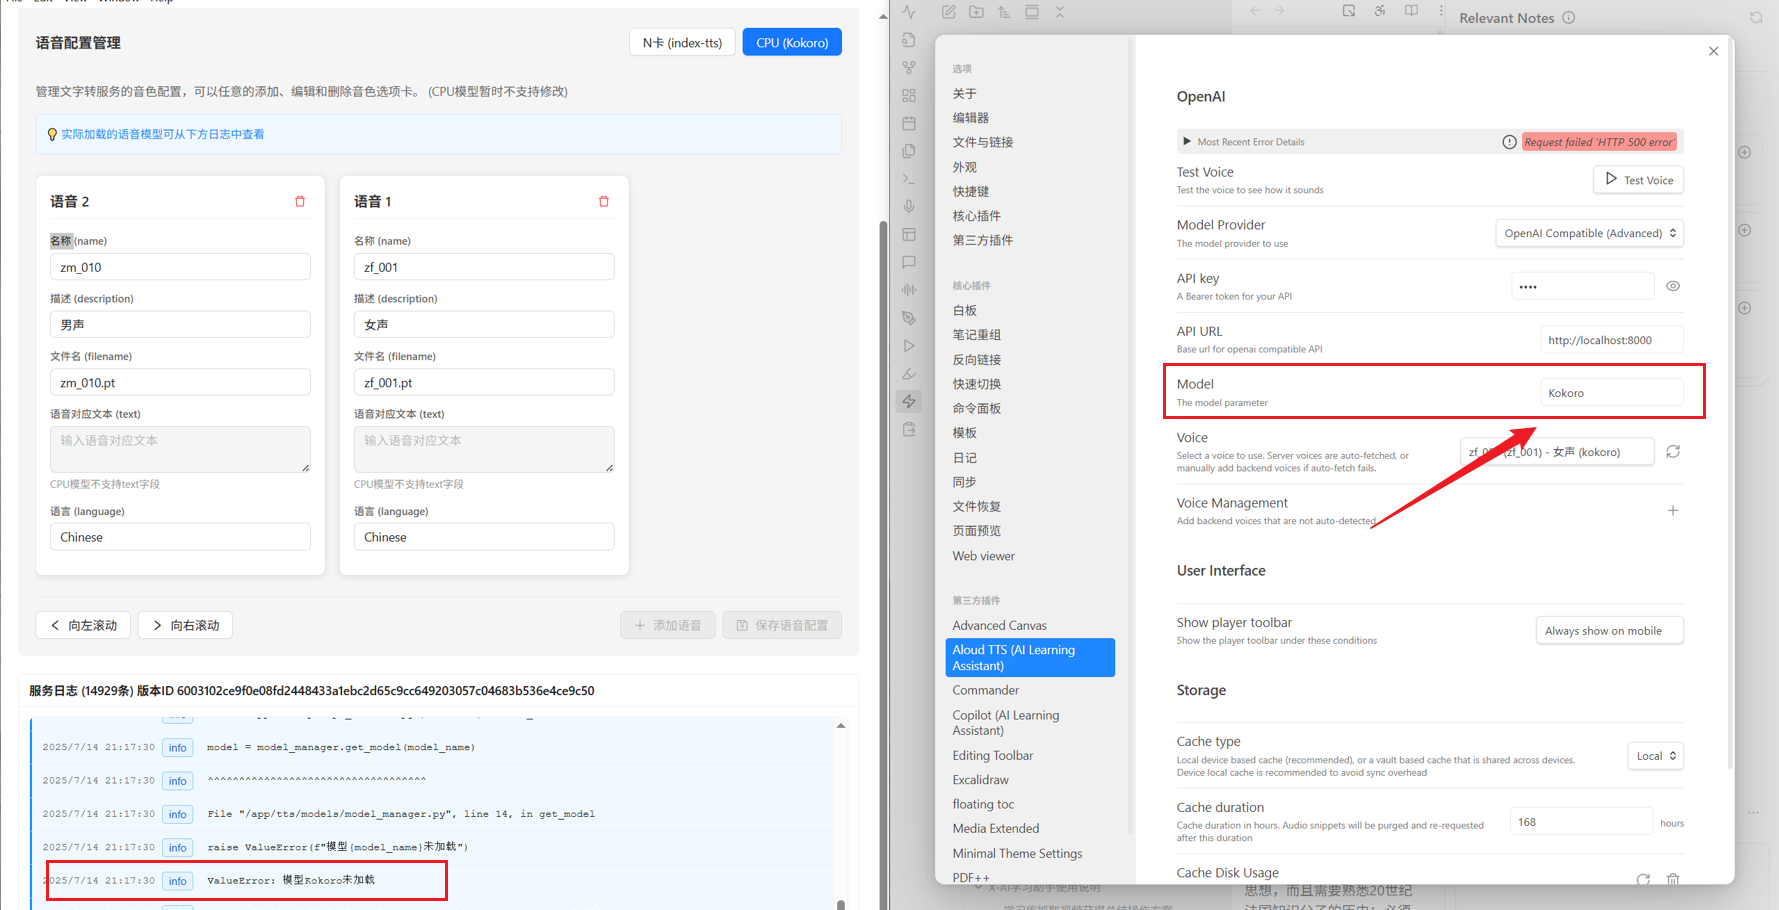 语音配置管理
N卡 (index-tts)
CPU (Kokoro)
管理文字转服务的音色配置，可以任意的添加、编辑和删除音色选项卡。 (CPU模型暂时不支持修改)
实际加载的语音模型可从下方日志中查看
语音 2
名称 (name)
zm_010
描述 (description)
男声
文件名 (filename)
zm_010.pt
语音对应文本 (text)
输入语音对应文本
CPU模型不支持text字段
语言 (language)
Chinese
语音 1
名称 (name)
zf_001
描述 (description)
女声
文件名 (filename)
zf_001.pt
语音对应文本 (text)
输入语音对应文本
CPU模型不支持text字段
语言 (language)
Chinese
向左滚动
向右滚动
添加语音
保存语音配置
服务日志 (14929条) 版本ID 6003102ce9f0e08fd2448433a1ebc2d65c9cc649203057c04683b536e4ce9c50
2025/7/14 21:17:30 info model = model_manager.get_model(model_name)
2025/7/14 21:17:30 info ^^^^^^^^^^^^^^^^^^^^^^^^^^^^^^^^^^^
2025/7/14 21:17:30 info File "/app/tts/models/model_manager.py", line 14, in get_model
2025/7/14 21:17:30 info raise ValueError(f"模型{model_name}未加载")
2025/7/14 21:17:30 info ValueError: 模型Kokoro未加载
Relevant Notes
选项
关于
编辑器
文件与链接
外观
快捷键
核心插件
第三方插件
核心插件
白板
笔记重组
反向链接
快速切换
命令面板
模板
日记
同步
文件恢复
页面预览
Web viewer
第三方插件
Advanced Canvas
Aloud TTS (AI Learning
Assistant)
Commander
Copilot (AI Learning
Assistant)
Editing Toolbar
Excalidraw
floating toc
Media Extended
Minimal Theme Settings
PDF++
OpenAI
Most Recent Error Details
Request failed 'HTTP 500 error'
Test Voice
Test the voice to see how it sounds
Test Voice
Model Provider
The model provider to use
OpenAI Compatible (Advanced)
API key
A Bearer token for your API
••••
API URL
Base url for openai compatible API
http://localhost:8000
Model
The model parameter
Kokoro
Voice
Select a voice to use. Server voices are auto-fetched, or
manually add backend voices if auto-fetch fails.
(zf_001) - 女声 (kokoro)
Voice Management
Add backend voices that are not auto-detected
User Interface
Show player toolbar
Show the player toolbar under these conditions
Always show on mobile
Storage
Cache type
Local device based cache (recommended), or a vault based cache that is shared across devices.
Device local cache is recommended to avoid sync overhead
Local
Cache duration
Cache duration in hours. Audio snippets will be purged and re-requested
after this duration
168
hours
Cache Disk Usage
X-AI学习助手使用说明
思想，而且需要熟悉20世纪